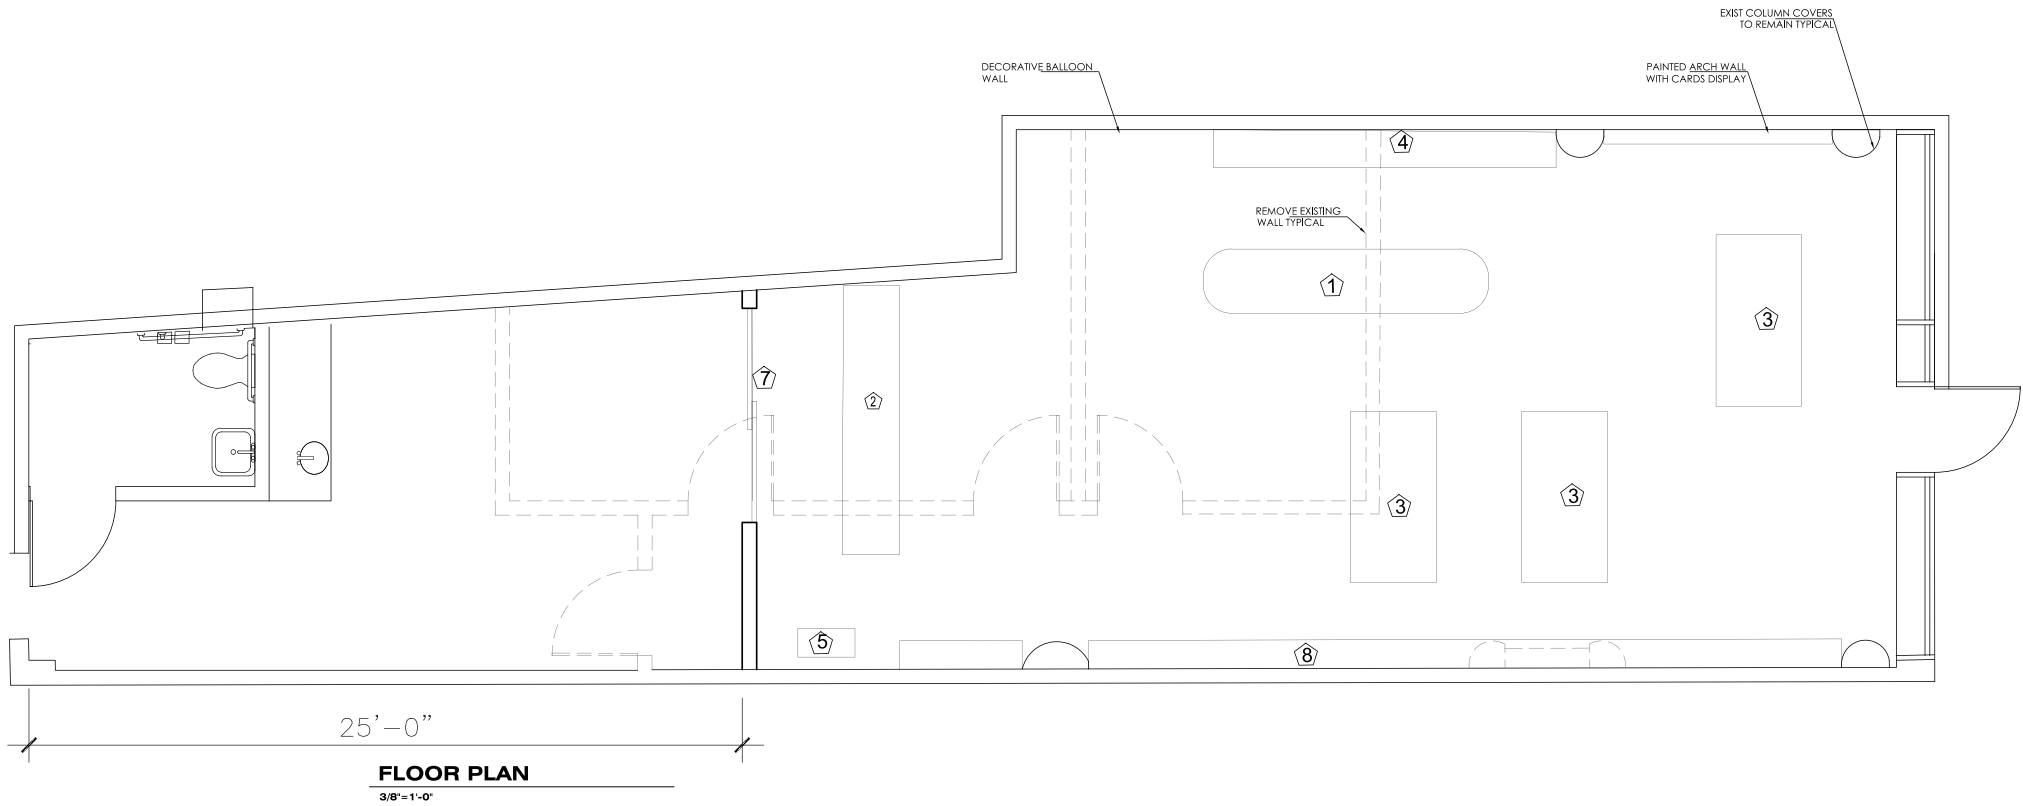 EXIST COLUMN COVERS
TO REMAIN TYPICAL
DECORATIVE BALLOON
WALL
PAINTED ARCH WALL
WITH CARDS DISPLAY
4
REMOVE EXISTING
WALL TYPICAL
1
3
7
2
3
3
5
8
25'-0"
FLOOR PLAN
3/8"=1'-0"